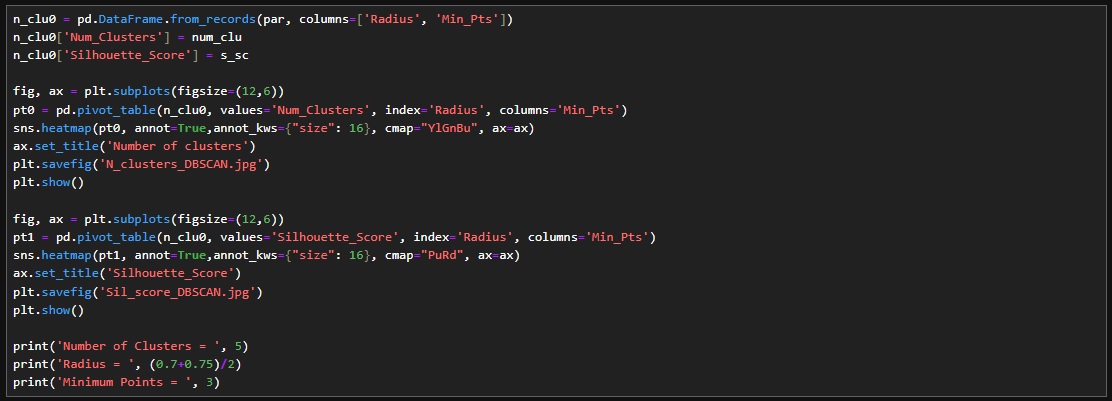 n_clu0 = pd.DataFrame.from_records(par, columns=['Radius', 'Min_Pts'])
n_clu0['Num_Clusters'] = num_clu
n_clu0['Silhouette_Score'] = s_sc

fig, ax = plt.subplots(figsize=(12,6))
pt0 = pd.pivot_table(n_clu0, values='Num_Clusters', index='Radius', columns='Min_Pts')
sns.heatmap(pt0, annot=True,annot_kws={"size": 16}, cmap="YlGnBu", ax=ax)
ax.set_title('Number of clusters')
plt.savefig('N_clusters_DBSCAN.jpg')
plt.show()

fig, ax = plt.subplots(figsize=(12,6))
pt1 = pd.pivot_table(n_clu0, values='Silhouette_Score', index='Radius', columns='Min_Pts')
sns.heatmap(pt1, annot=True,annot_kws={"size": 16}, cmap="PuRd", ax=ax)
ax.set_title('Silhouette_Score')
plt.savefig('Sil_score_DBSCAN.jpg')
plt.show()

print('Number of Clusters = ', 5)
print('Radius = ', (0.7+0.75)/2)
print('Minimum Points = ', 3)